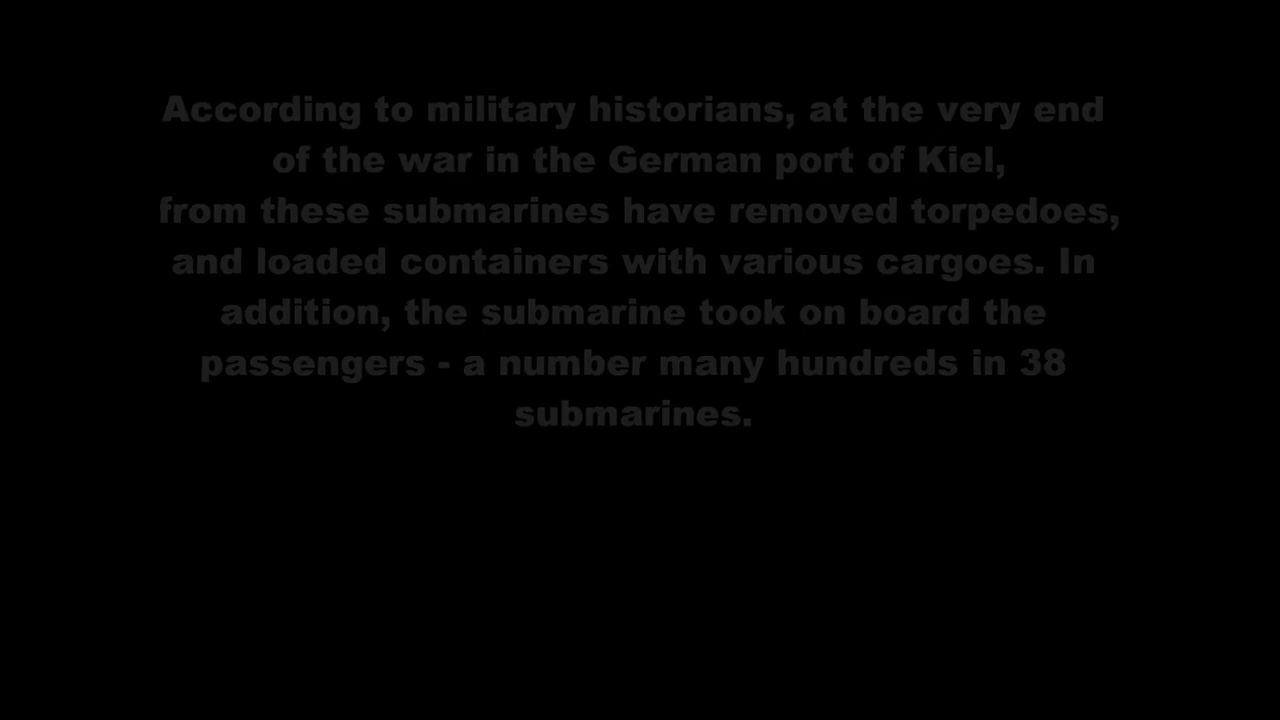 According to military historians, at the very end
of the war in the German port of Kiel,
from these submarines have removed torpedoes,
and loaded containers with various cargoes. In
addition, the submarine took on board the
passengers - a number many hundreds in 38
submarines.